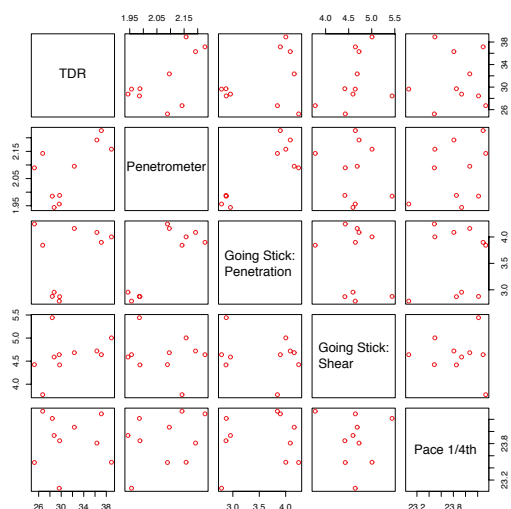 1.95 2.05 2.15
4.0 4.5 5.0 5.5
TDR
26 30 34 38
1.95 2.05 2.15
Penetrometer
Going Stick:
Penetration
3.0 3.5 4.0
4.0 4.5 5.0 5.5
Going Stick:
Shear
Pace 1/4th
23.2 23.8
26 30 34 38
3.0 3.5 4.0
23.2 23.8